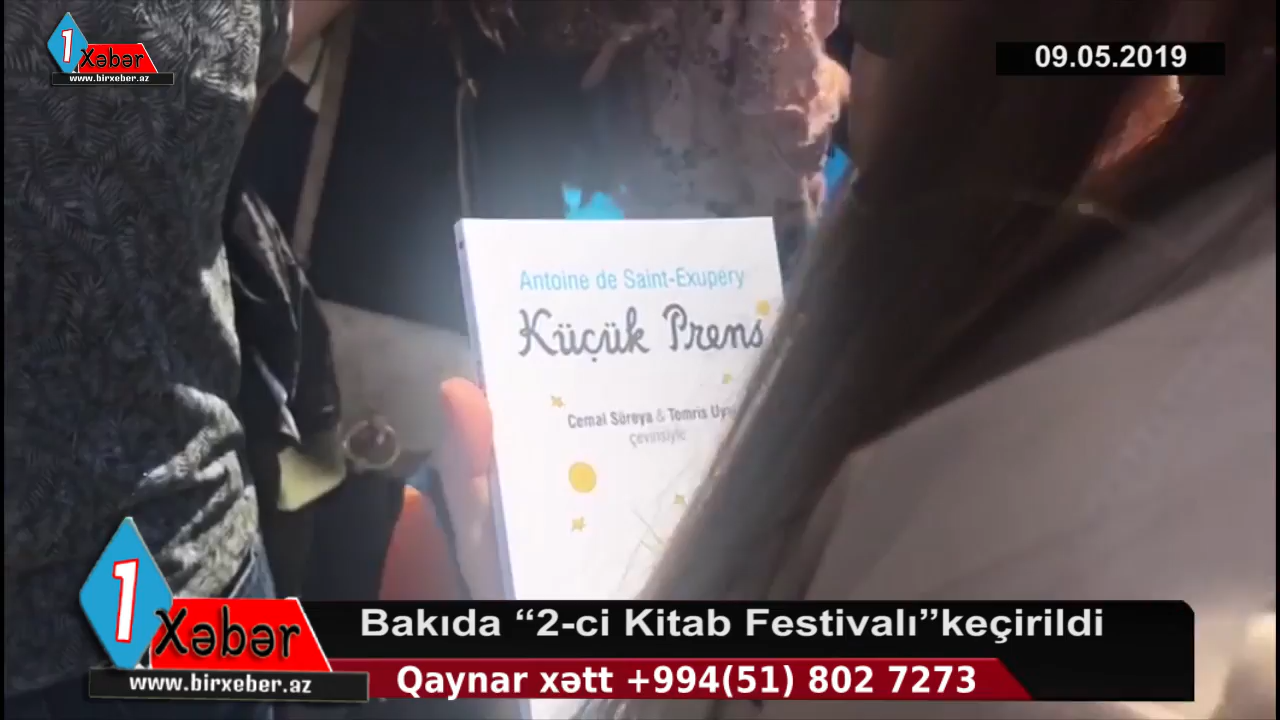 1 Xəbər
www.birxeber.az
09.05.2019
Antoine de Saint-Exupéry
Küçük Prens
Cemal Süreya & Tomris
çevirisiyle
1 Xəbər
www.birxeber.az
Bakıda “2-ci Kitab Festivalı”keçirildi
Qaynar xətt +994(51) 802 7273